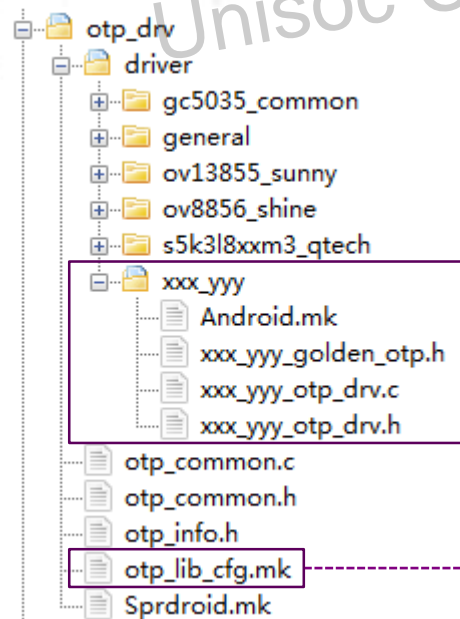 Unisoc
otp_drv
driver
gc5035_common
general
ov13855_sunny
ov8856_shine
s5k3l8xxm3_qtech
xxx_yyy
Android.mk
xxx_yyy_golden_otp.h
xxx_yyy_otp_drv.c
xxx_yyy_otp_drv.h
otp_common.c
otp_common.h
otp_info.h
otp_lib_cfg.mk
Sprdroid.mk